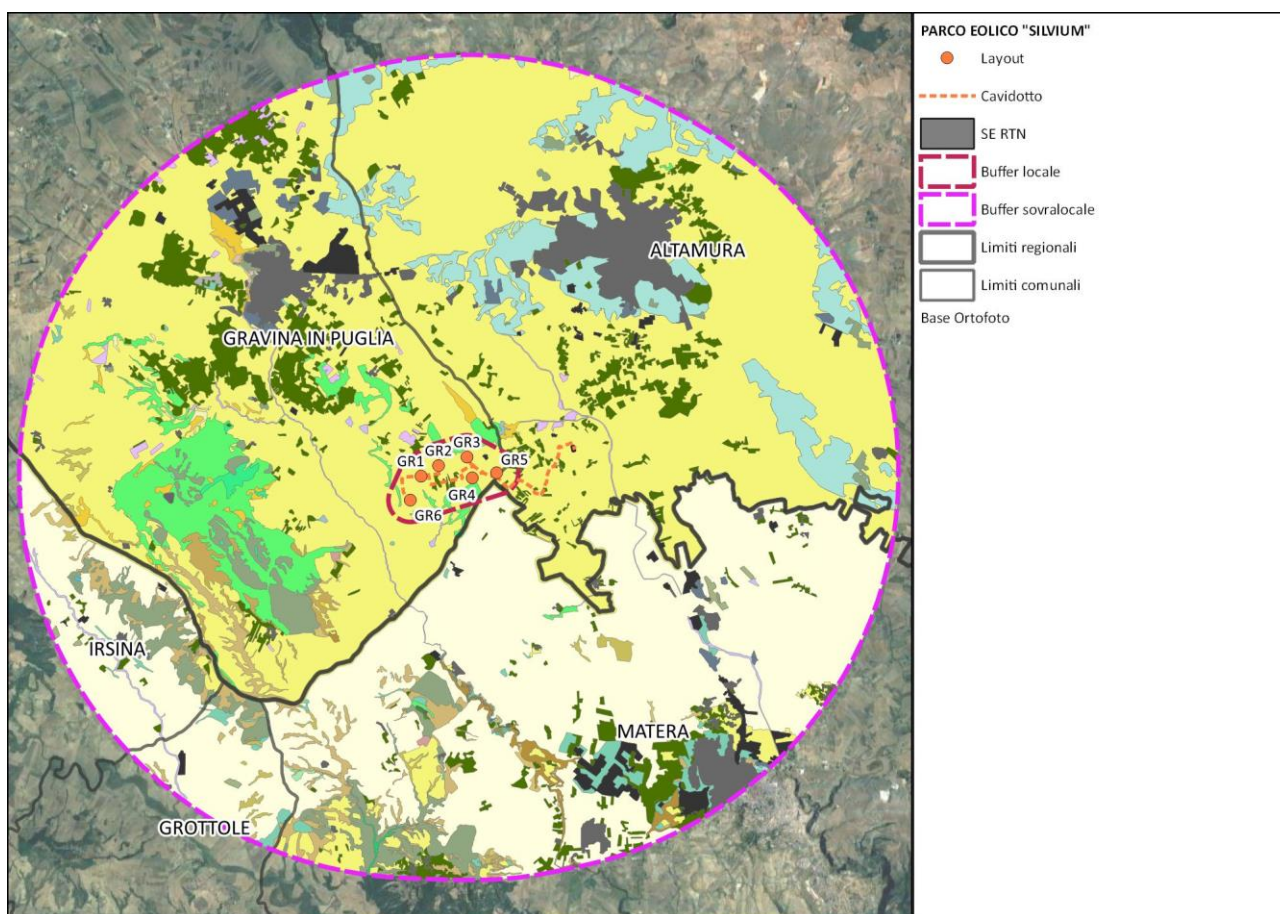 PARCO EOLICO "SILVIUM"
Layout
Cavidotto
SE RTN
Buffer locale
Buffer sovralocale
Limiti regionali
Limiti comunali
Base Ortofoto
ALTAMURA
GRAVINA IN PUGLIA
GR3
GR2
GR1
GR5
GR4
GR6
IRSINA
MATERA
GROTTOLE